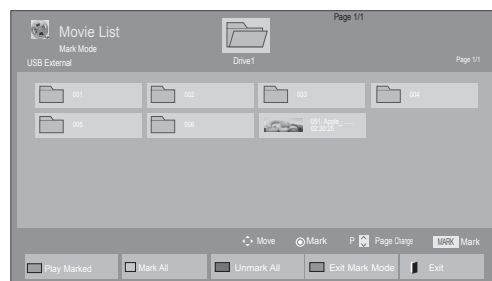 Movie List
Page 1/1
Mark Mode
USB External
Drive1
Page 1/1
001
002
003
004
005
006
001. Apple_......
02:30:25
Move
Mark
P
Page Change
MARK
Mark
Play Marked
Mark All
Unmark All
Exit Mark Mode
Exit